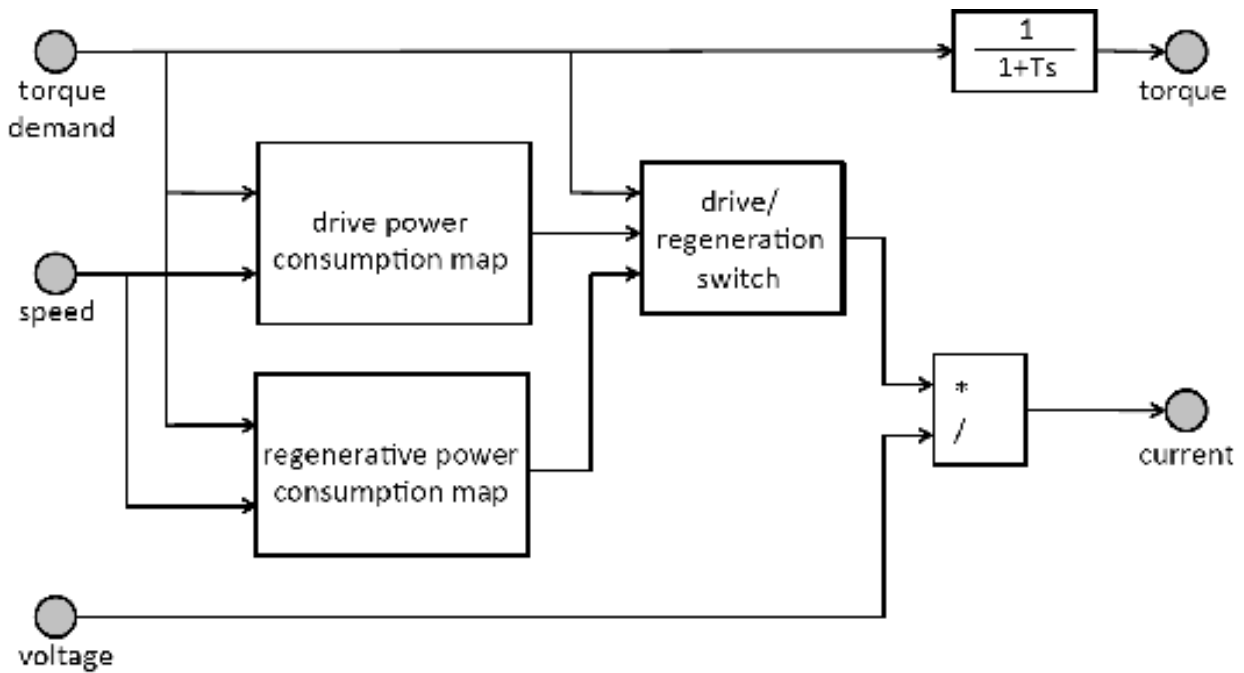 1
1+Ts
torque
demand
torque
drive power
consumption map
drive/
regeneration
switch
speed
regenerative power
consumption map
*
/
current
voltage